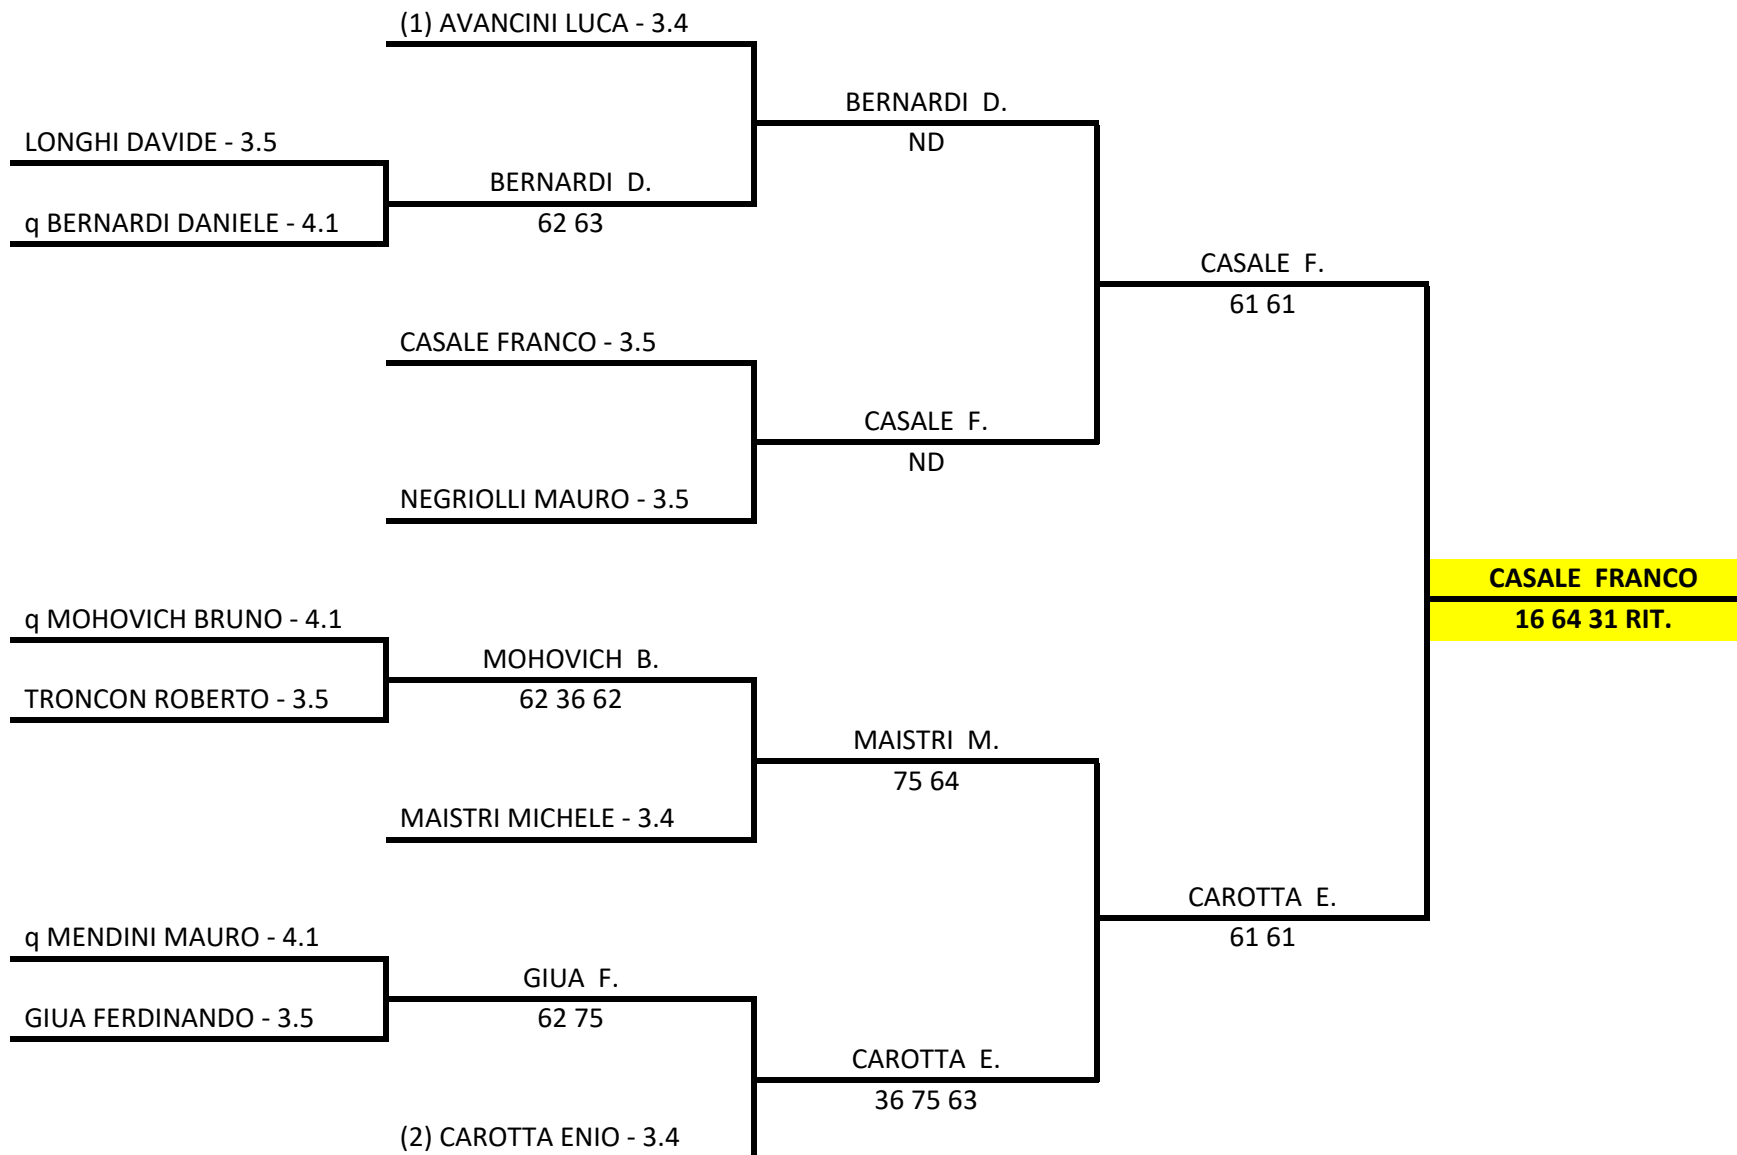 (1) AVANCINI LUCA - 3.4
BERNARDI D.
LONGHI DAVIDE - 3.5
ND
BERNARDI D.
q BERNARDI DANIELE - 4.1
62 63
CASALE F.
61 61
CASALE FRANCO - 3.5
CASALE F.
ND
NEGRIOLLI MAURO - 3.5
CASALE FRANCO
q MOHOVICH BRUNO - 4.1
16 64 31 RIT.
MOHOVICH B.
TRONCON ROBERTO - 3.5
62 36 62
MAISTRI M.
75 64
MAISTRI MICHELE - 3.4
CAROTTA E.
q MENDINI MAURO - 4.1
61 61
GIUA F.
GIUA FERDINANDO - 3.5
62 75
CAROTTA E.
36 75 63
(2) CAROTTA ENIO - 3.4